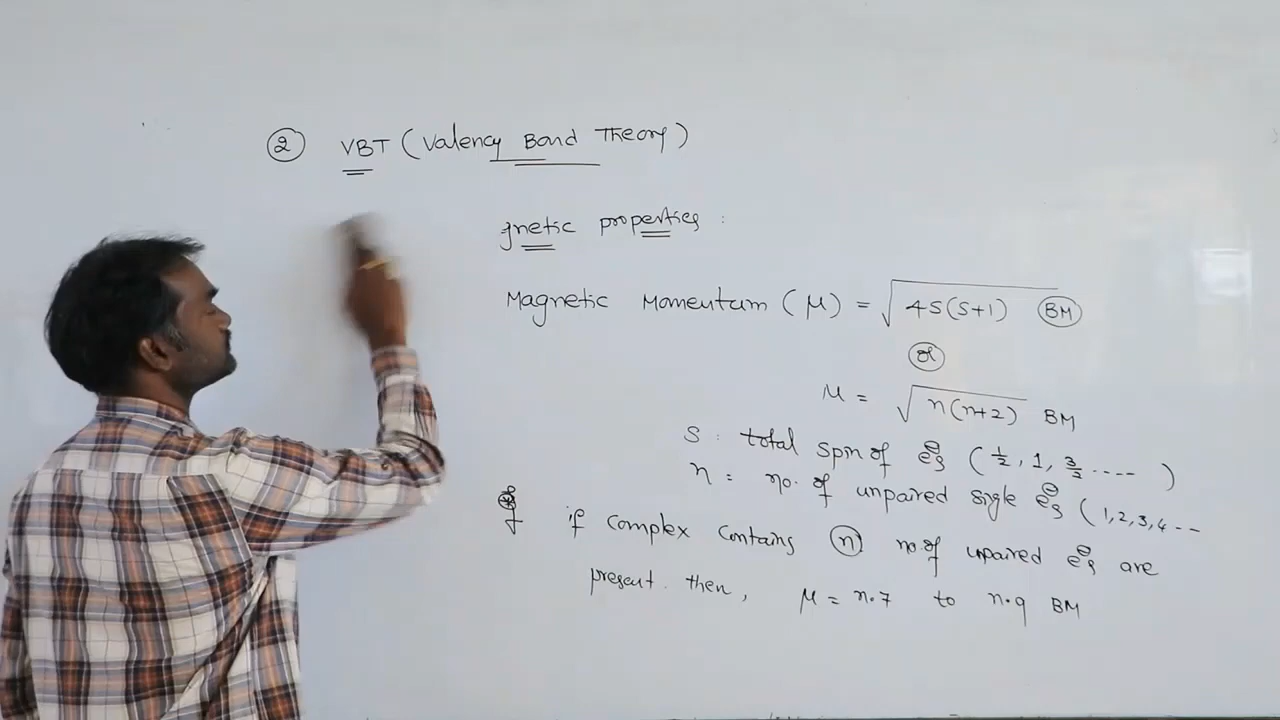 ② VBT (Valency Bond Theory)
gnetic properties :
Magnetic Momentum (μ) = √4S(S+1) BM
or
μ = √n(n+2) BM
S : total spin of e⊖s (1/2, 1, 3/2 .....)
n = no. of unpaired sigle e⊖s (1,2,3,4 --
if complex contains ⓝ no. of unpaired e⊖s are
present. then, μ = n.7 to n.9 BM